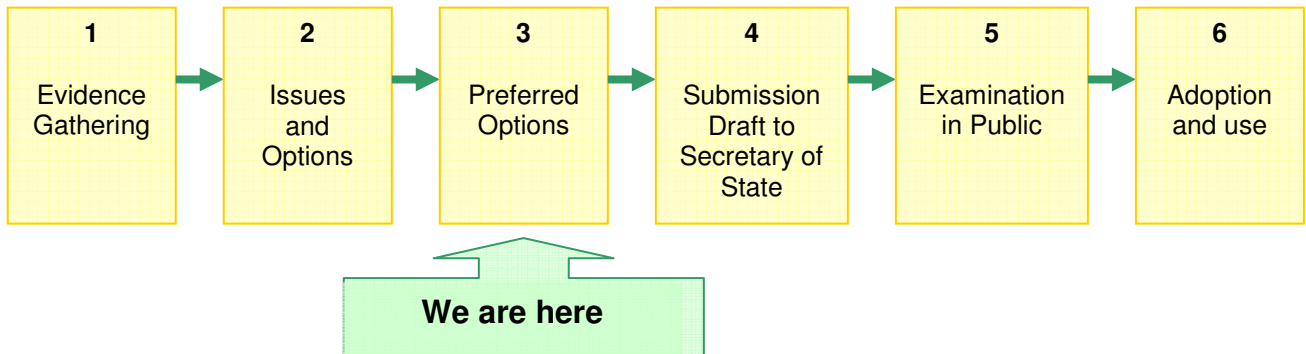 1
Evidence
Gathering
2
Issues
and
Options
3
Preferred
Options
4
Submission
Draft to
Secretary of
State
5
Examination
in Public
6
Adoption
and use
We are here